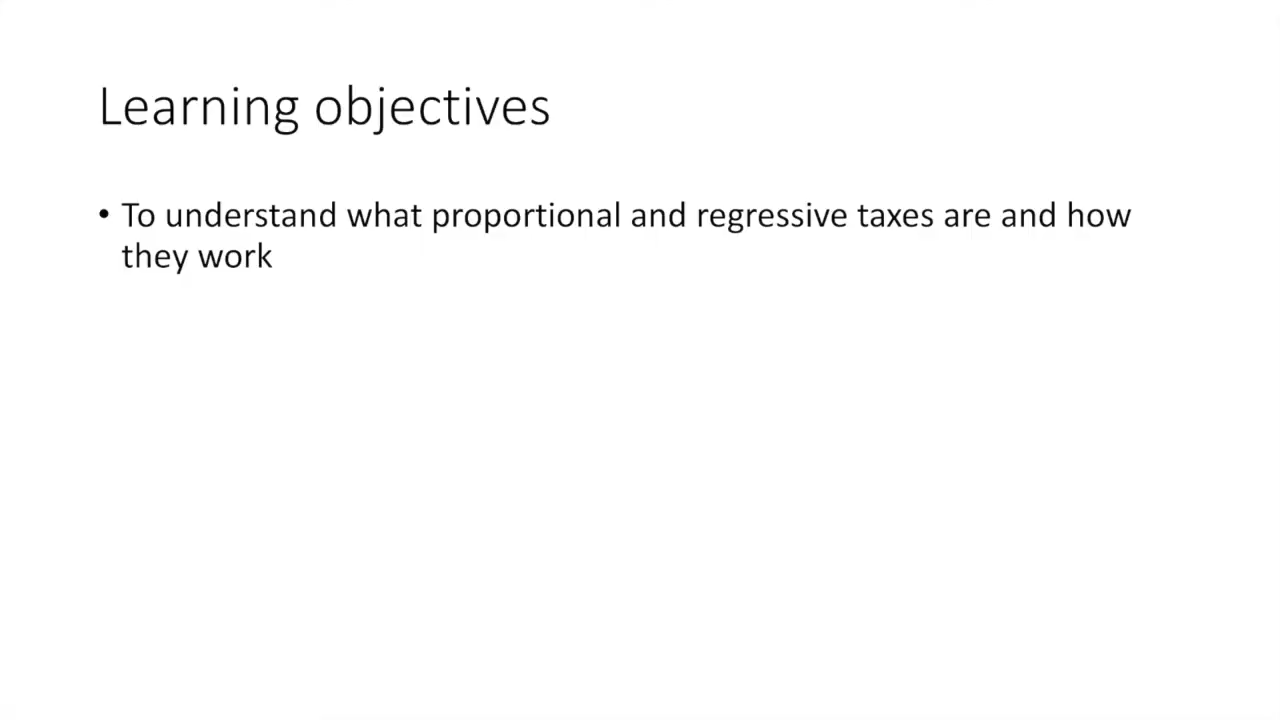 Learning objectives
• To understand what proportional and regressive taxes are and how
they work